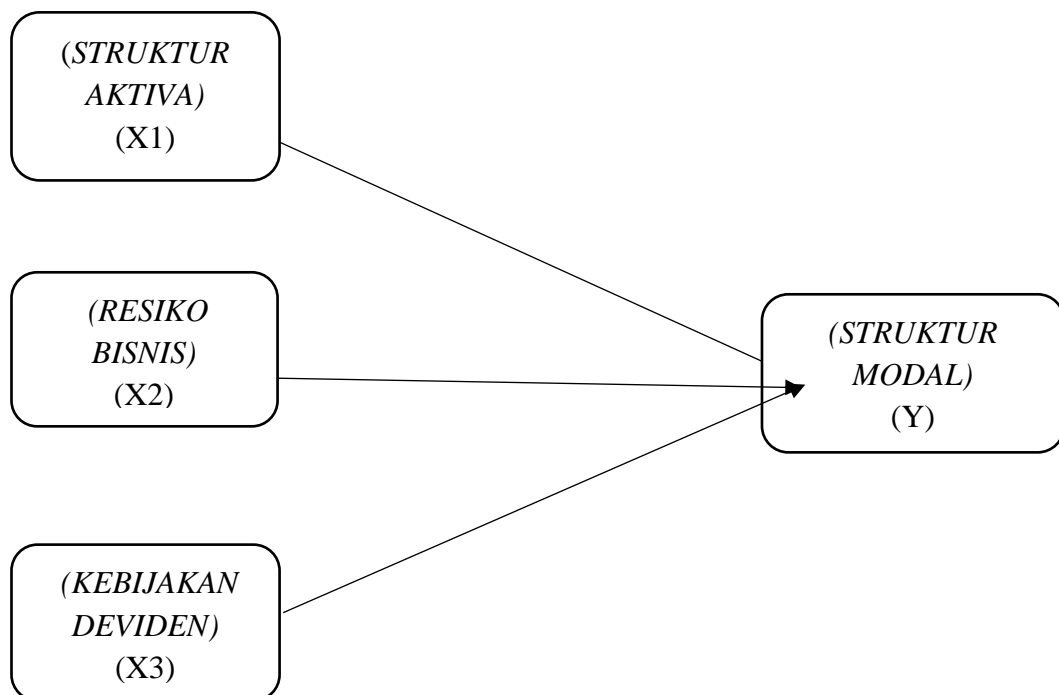 (STRUKTUR
AKTIVA)
(X1)
(RESIKO
BISNIS)
(X2)
(STRUKTUR
MODAL)
(Y)
(KEBIJAKAN
DEVIDEN)
(X3)